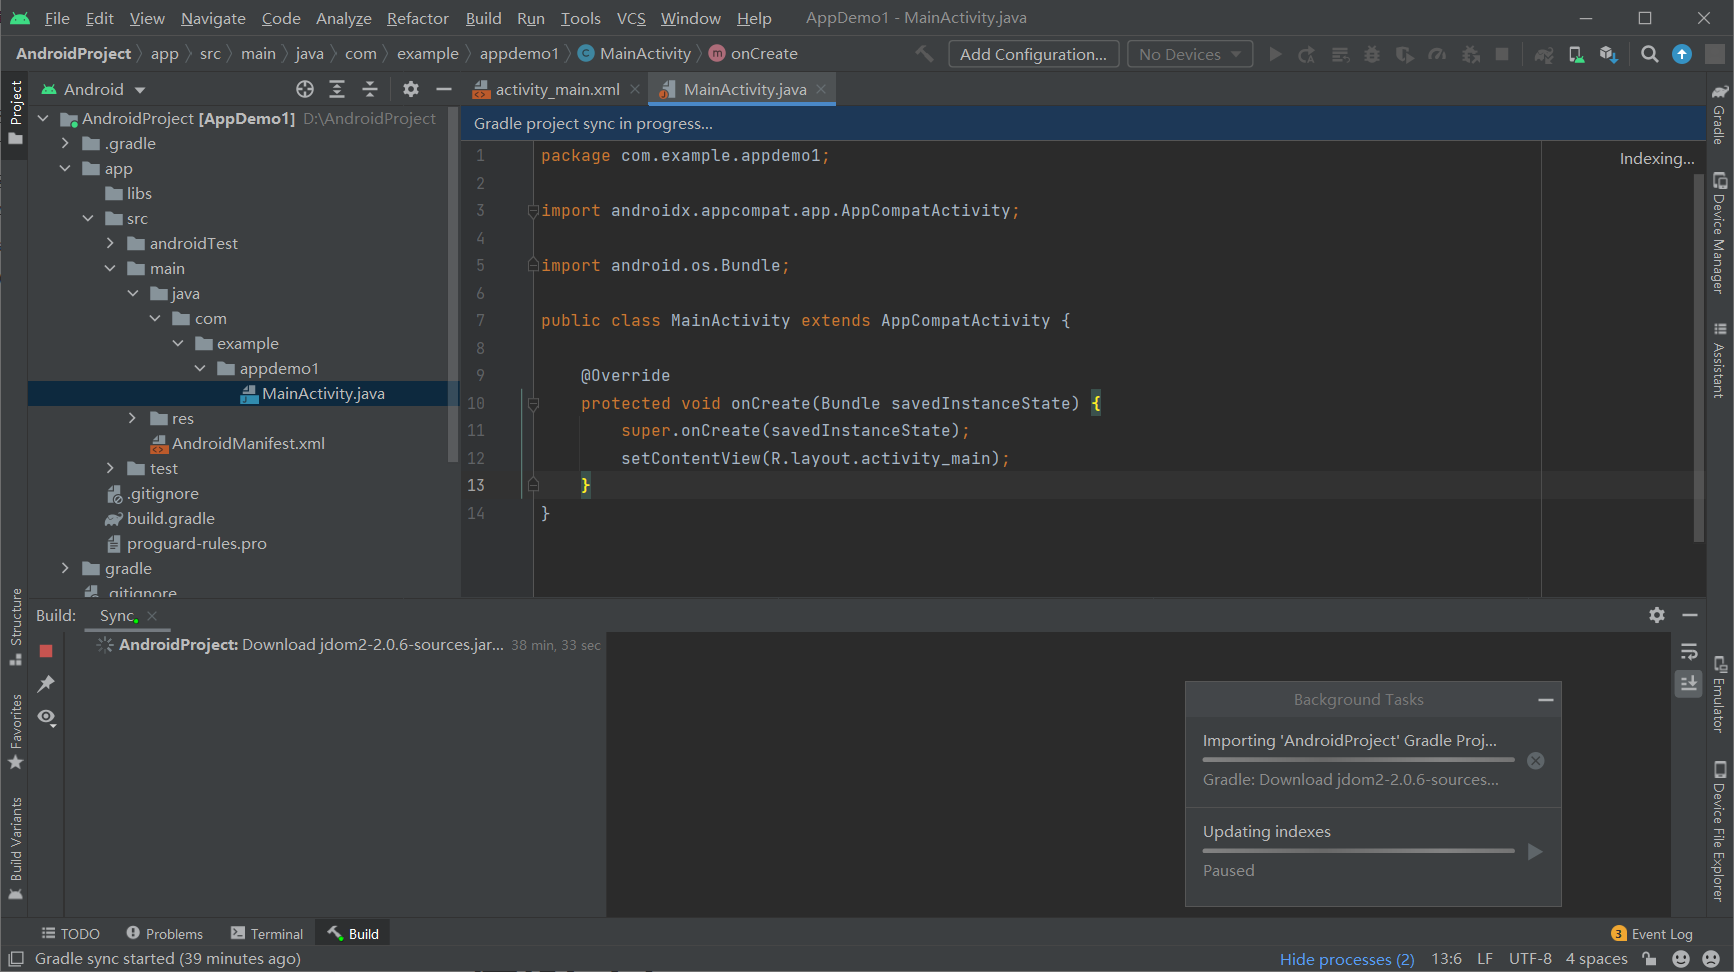 File Edit View Navigate Code Analyze Refactor Build Run Tools VCS Window Help AppDemo1 - MainActivity.java
AndroidProject app src main java com example appdemo1 MainActivity onCreate Add Configuration... No Devices
Project
Android
activity_main.xml
MainActivity.java
AndroidProject [AppDemo1] D:\AndroidProject
.gradle
app
libs
src
androidTest
main
java
com
example
appdemo1
MainActivity.java
res
AndroidManifest.xml
test
.gitignore
build.gradle
proguard-rules.pro
gradle
.gitignore
Gradle project sync in progress...
Indexing...
1 package com.example.appdemo1;
2
3 import androidx.appcompat.app.AppCompatActivity;
4
5 import android.os.Bundle;
6
7 public class MainActivity extends AppCompatActivity {
8
9 @Override
10 protected void onCreate(Bundle savedInstanceState) {
11 super.onCreate(savedInstanceState);
12 setContentView(R.layout.activity_main);
13 }
14 }
Gradle
Device Manager
Assistant
Emulator
Device File Explorer
Structure
Favorites
Build Variants
Build: Sync
AndroidProject: Download jdom2-2.0.6-sources.jar... 38 min, 33 sec
Background Tasks
Importing 'AndroidProject' Gradle Proj...
Gradle: Download jdom2-2.0.6-sources...
Updating indexes
Paused
TODO Problems Terminal Build
3 Event Log
Gradle sync started (39 minutes ago)
Hide processes (2) 13:6 LF UTF-8 4 spaces